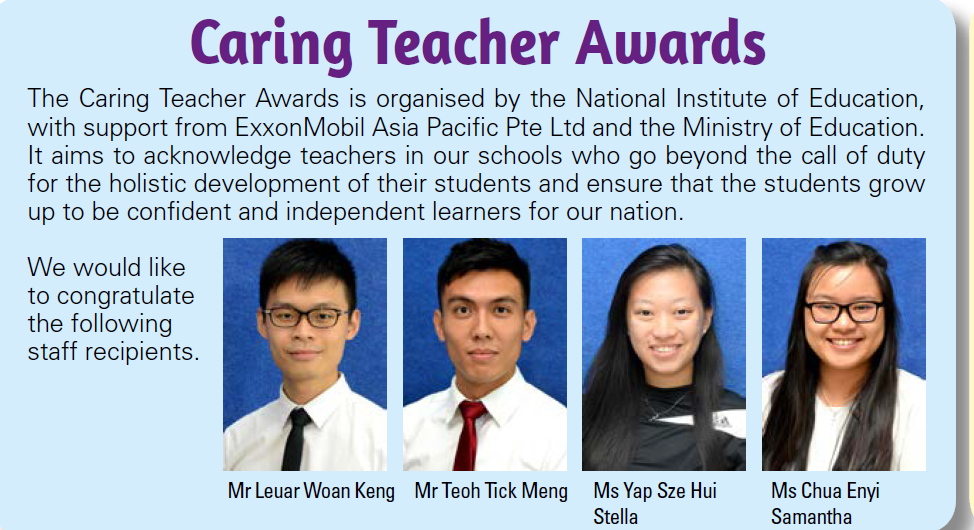 Caring Teacher Awards
The Caring Teacher Awards is organised by the National Institute of Education,
with support from ExxonMobil Asia Pacific Pte Ltd and the Ministry of Education.
It aims to acknowledge teachers in our schools who go beyond the call of duty
for the holistic development of their students and ensure that the students grow
up to be confident and independent learners for our nation.
We would like
to congratulate
the following
staff recipients.
Mr Leuar Woan Keng
Mr Teoh Tick Meng
Ms Yap Sze Hui
Stella
Ms Chua Enyi
Samantha